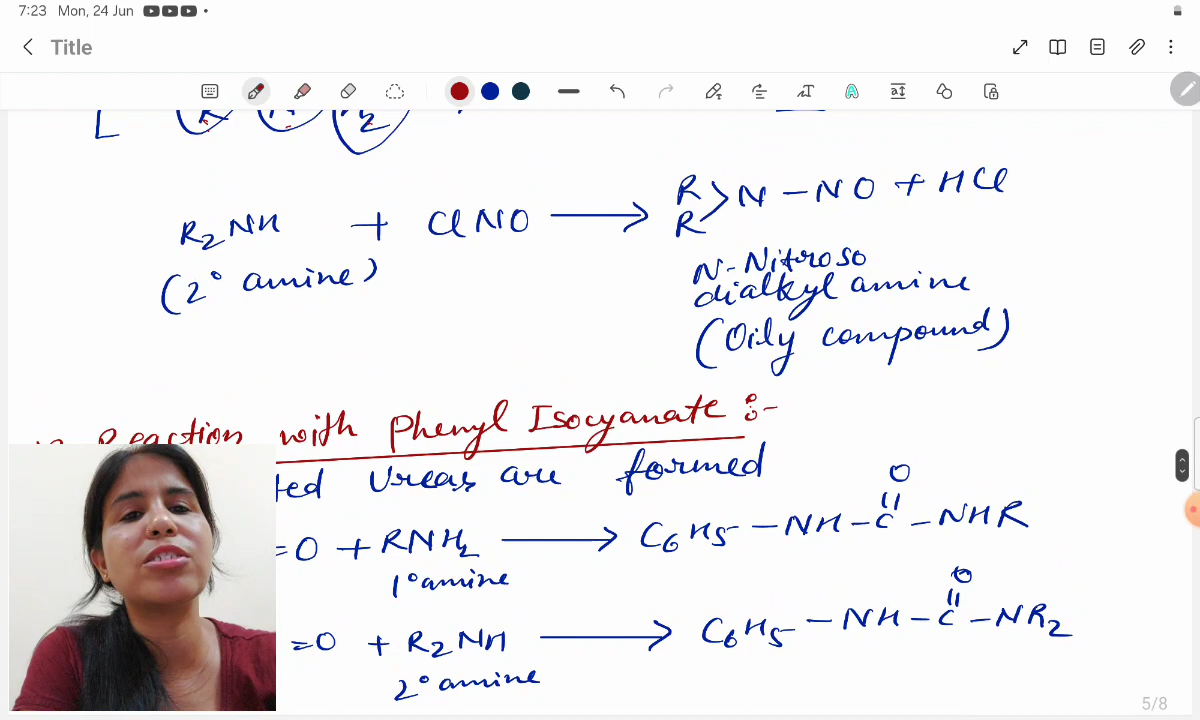 7:23 Mon, 24 Jun
Title
R₂NH + ClNO ⟶ R R > N - NO + HCl
(2° amine)
N-Nitroso
dialkyl amine
(Oily compound)
Reaction with Phenyl Isocyanate :-
ted Ureas are formed
=O + RNH₂ ⟶ C₆H₅ - NH - C(=O) - NHR
1° amine
=O + R₂NH ⟶ C₆H₅ - NH - C(=O) - NR₂
2° amine
5/8